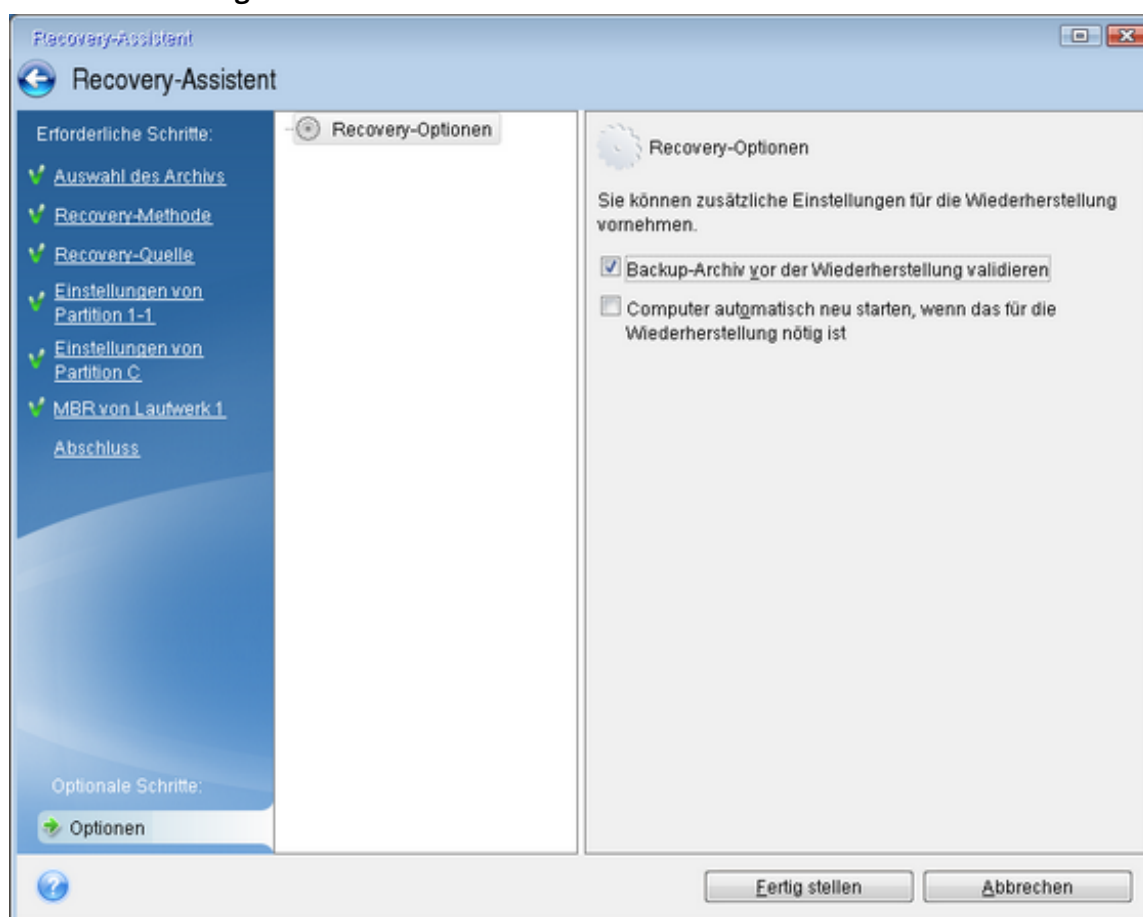 Recovery-Assistent
Recovery-Assistent
Erforderliche Schritte:
Auswahl des Archivs
Recovery-Methode
Recovery-Quelle
Einstellungen von
Partition 1-1
Einstellungen von
Partition C
MBR von Laufwerk 1
Abschluss
Optionale Schritte:
Optionen
Recovery-Optionen
Recovery-Optionen
Sie können zusätzliche Einstellungen für die Wiederherstellung
vornehmen.
Backup-Archiv vor der Wiederherstellung validieren
Computer automatisch neu starten, wenn das für die
Wiederherstellung nötig ist
Fertig stellen
Abbrechen